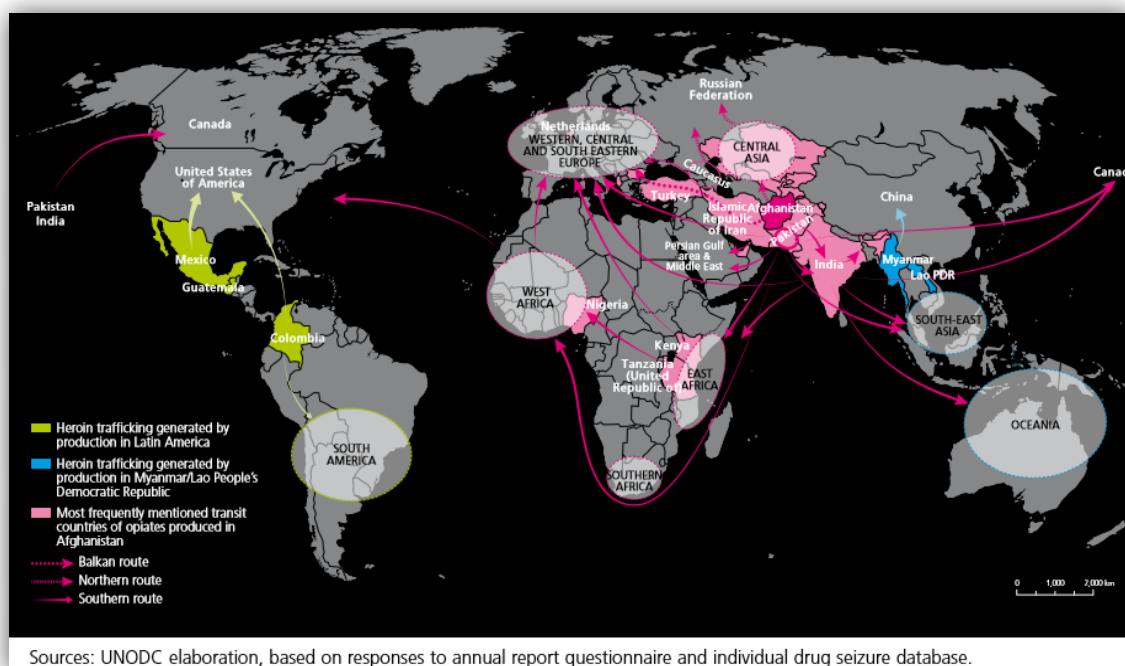 Russian
Federation
Canada
Netherlands
WESTERN, CENTRAL
AND SOUTH EASTERN
EUROPE
CENTRAL
ASIA
United States
of America
Caucasus
Canad
Pakistan
India
Turkey
Islamic
Republic
of Iran
Afghanistan
Pakistan
China
Mexico
Guatemala
Persian Gulf
area &
Middle East
India
Myanmar
Lao PDR
WEST
AFRICA
Nigeria
SOUTH-EAST
ASIA
Colombia
Kenya
Tanzania
(United
Republic of)
EAST
AFRICA
OCEANIA
SOUTH
AMERICA
SOUTHERN
AFRICA
Heroin trafficking generated by
production in Latin America
Heroin trafficking generated by
production in Myanmar/Lao People's
Democratic Republic
Most frequently mentioned transit
countries of opiates produced in
Afghanistan
Balkan route
Northern route
Southern route
0 1,000 2,000 km
Sources: UNODC elaboration, based on responses to annual report questionnaire and individual drug seizure database.